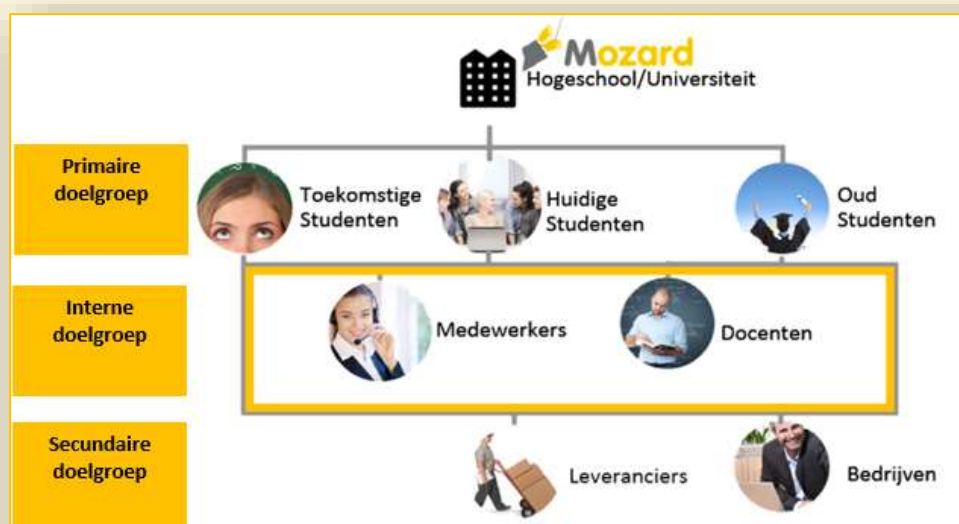 Mozard
Hogeschool/Universiteit
Primaire
doelgroep
Toekomstige
Studenten
Huidige
Studenten
Oud
Studenten
Interne
doelgroep
Medewerkers
Docenten
Secundaire
doelgroep
Leveranciers
Bedrijven